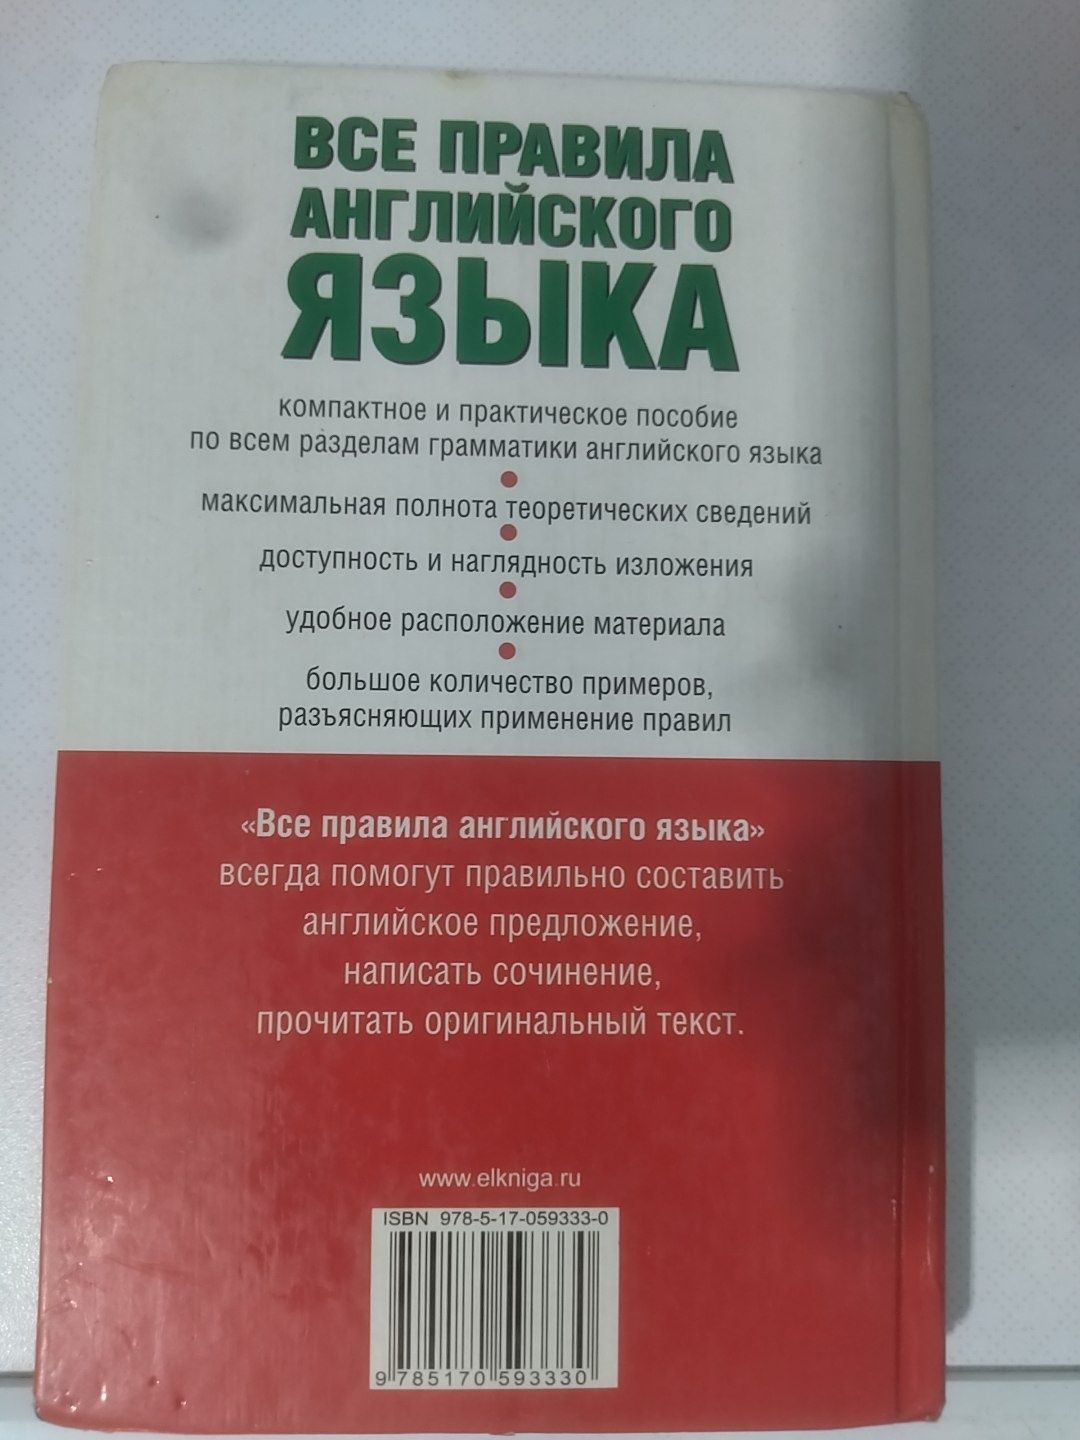 ВСЕ ПРАВИЛА
АНГЛИЙСКОГО
ЯЗЫКА
компактное и практическое пособие
по всем разделам грамматики английского языка
максимальная полнота теоретических сведений
доступность и наглядность изложения
удобное расположение материала
большое количество примеров,
разъясняющих применение правил
«Все правила английского языка»
всегда помогут правильно составить
английское предложение,
написать сочинение,
прочитать оригинальный текст.
www.elkniga.ru
ISBN 978-5-17-059333-0
9 785170 593330